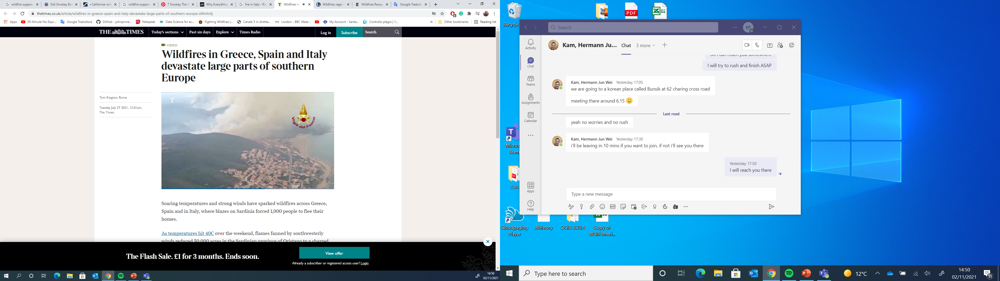 wildfire suppres
Did Smokey Bea
• California: wild
wildfire suppres
7 Smokey The B
Why Everything
fire in italy - Ric
Wildfires in
Wildfires rage in
Wildfires Ravag
Google Tradutto
thetimes.co.uk/article/wildfires-in-greece-spain-and-italy-devastate-large-parts-of-southern-europe-sllfmhr0j
Apps
30-Minute No-Equi...
Google Traduttore
GitHub - johnpinne...
Netspeak
Data Science for ec...
Fighting Wildfires |...
Canale 5 in diretta...
London - BBC Weat...
My Account - Santa...
Controllo plagio | 1...
Other bookmarks
Reading list
THE TIMES
Today's sections
Past six days
Explore
Times Radio
Log in
Subscribe
Search
VIDEO
Wildfires in Greece, Spain and Italy
devastate large parts of southern
Europe
Tom Kington, Rome
Tuesday July 27 2021, 12.01am,
The Times
T
Vigili del Fuoco
Soaring temperatures and strong winds have sparked wildfires across Greece,
Spain and in Italy, where blazes on Sardinia forced 1,000 people to flee their
homes.
As temperatures hit 40C over the weekend, flames fanned by southwesterly
winds reduced 50,000 acres in the Sardinian province of Oristano to a charred
The Flash Sale. £1 for 3 months. Ends soon.
View offer
Already a subscriber or registered access user? Login
14:50
02/11/2021
Recycle
PDF
Micros
Team
ESA
Cloudpaging
Player
.Rhistory
QGIS 3.20.1
Copy of
WGIII Interi...
Search
EP
Activity
Chat
Teams
Assignments
Calendar
Apps
Help
Kam, Hermann Ju...
Chat
3 more
So I can reach you somewhere
I will try to rush and finish ASAP
Kam, Hermann Jun Wei Yesterday 17:05
we are going to a korean place called Bunsik at 62 charing cross road
meeting there around 6.15 🙂
Last read
yeah no worries and no rush
Kam, Hermann Jun Wei Yesterday 17:30
i'll be leaving in 10 mins if you want to join, if not i'll see you there
Yesterday 17:50
I will reach you there
Type a new message
GIF
Type here to search
12°C
14:50
02/11/2021
11